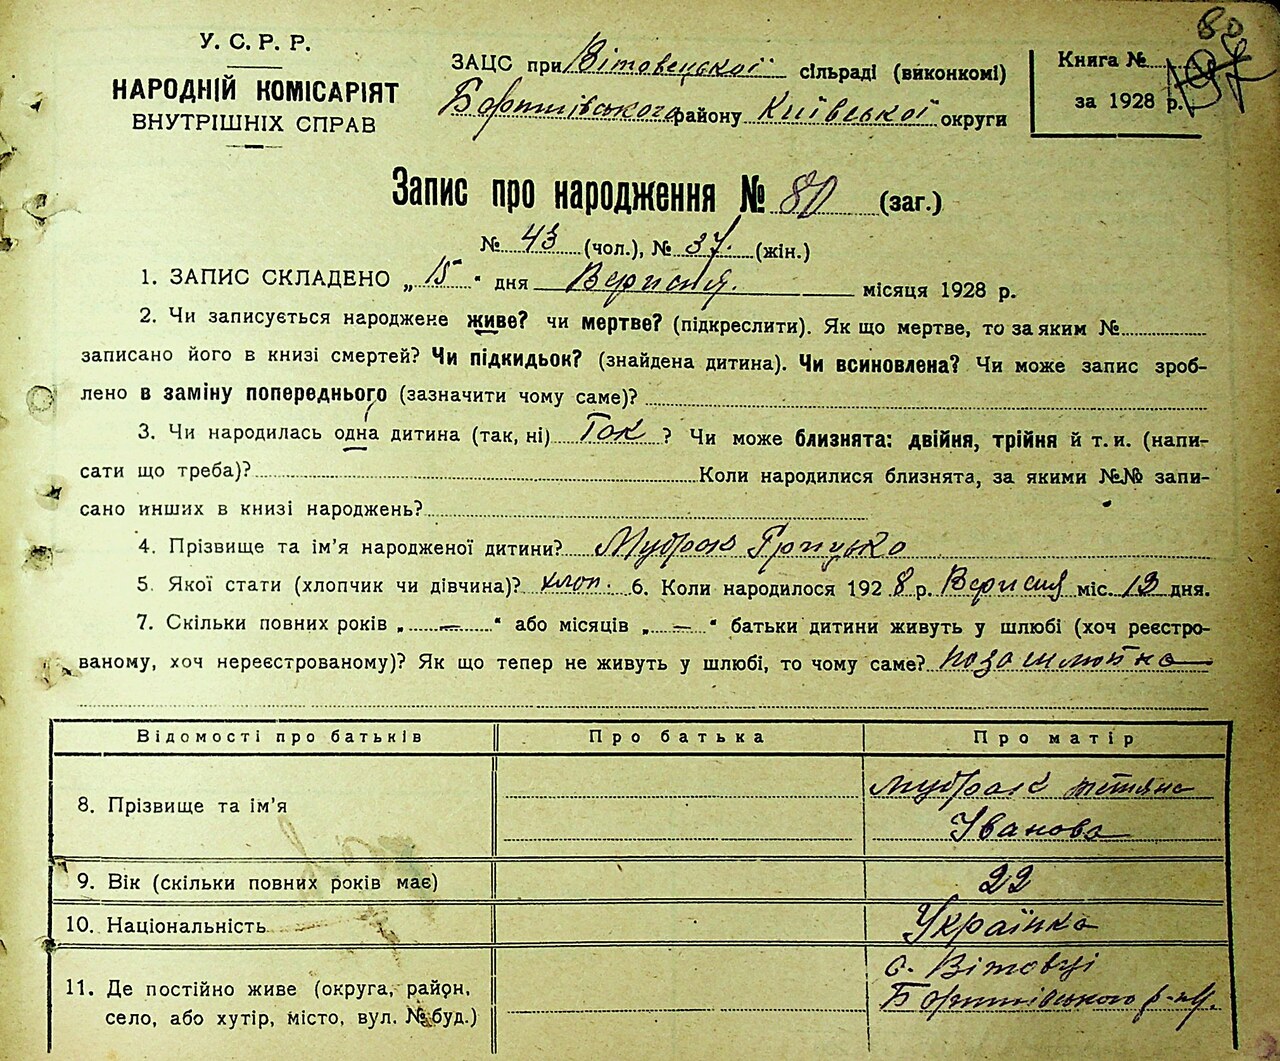 80
У. С. Р. Р.
НАРОДНІЙ КОМІСАРІЯТ
ВНУТРІШНІХ СПРАВ
ЗАЦС при Вітовецької сільраді (виконкомі)
району Київської округи
Книга №
за 1928 р.
Запис про народження № 80 (заг.)
№ 43 (чол.), № 37. (жін.)
1. ЗАПИС СКЛАДЕНО „ 15 " дня Вересня. місяця 1928 р.
2. Чи записується народжене живе? чи мертве? (підкреслити). Як що мертве, то за яким №
записано його в книзі смертей? Чи підкидьок? (знайдена дитина). Чи всиновлена? Чи може запис зроб-
лено в заміну попереднього (зазначити чому саме)?
3. Чи народилась одна дитина (так, ні) Так ? Чи може близнята: двійня, трійня й т. и. (напи-
сати що треба)? Коли народилися близнята, за якими №№ запи-
сано инших в книзі народжень?
4. Прізвище та ім'я народженої дитини? Мудрак Грицько
5. Якої стати (хлопчик чи дівчина)? хлоп. 6. Коли народилося 192 8 р. Вересня міс. 13 дня.
7. Скільки повних років „ — " або місяців „ — " батьки дитини живуть у шлюбі (хоч реєстро-
ваному, хоч нереєстрованому)? Як що тепер не живуть у шлюбі, то чому саме? позашлюбна
Відомості про батьків Про батька Про матір
8. Прізвище та ім'я Мудрак Тетяна
Іванова
9. Вік (скільки повних років має) 22
10. Національність Українка
11. Де постійно живе (округа, район, с. Вітовці
село, або хутір, місто, вул. № буд.)